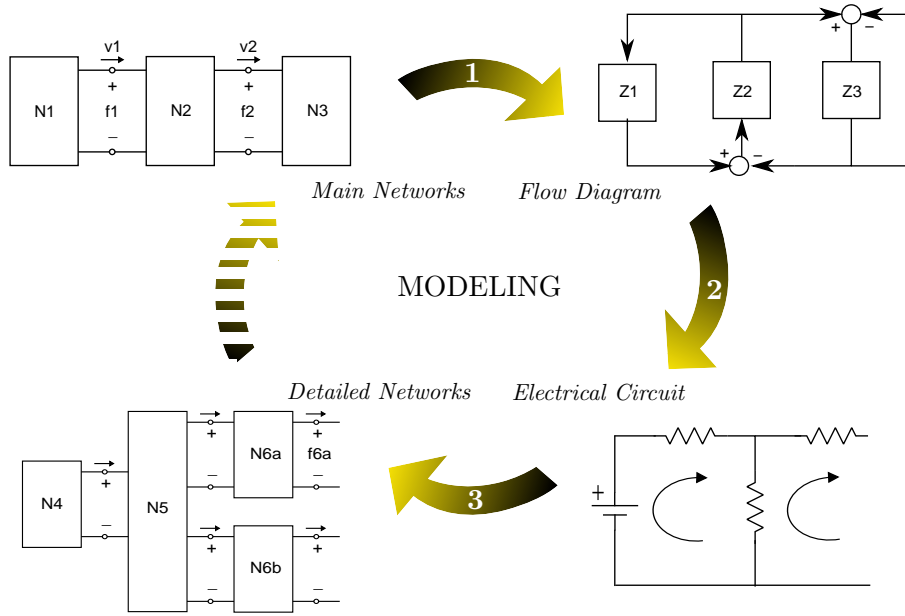 v1 v2
N1 + f1 − N2 + f2 − N3
1
Z1 Z2 Z3
+ −
+ −
Main Networks Flow Diagram
MODELING
2
Detailed Networks Electrical Circuit
N4 + − N5
+ − N6a + f6a −
+ − N6b + −
3
+